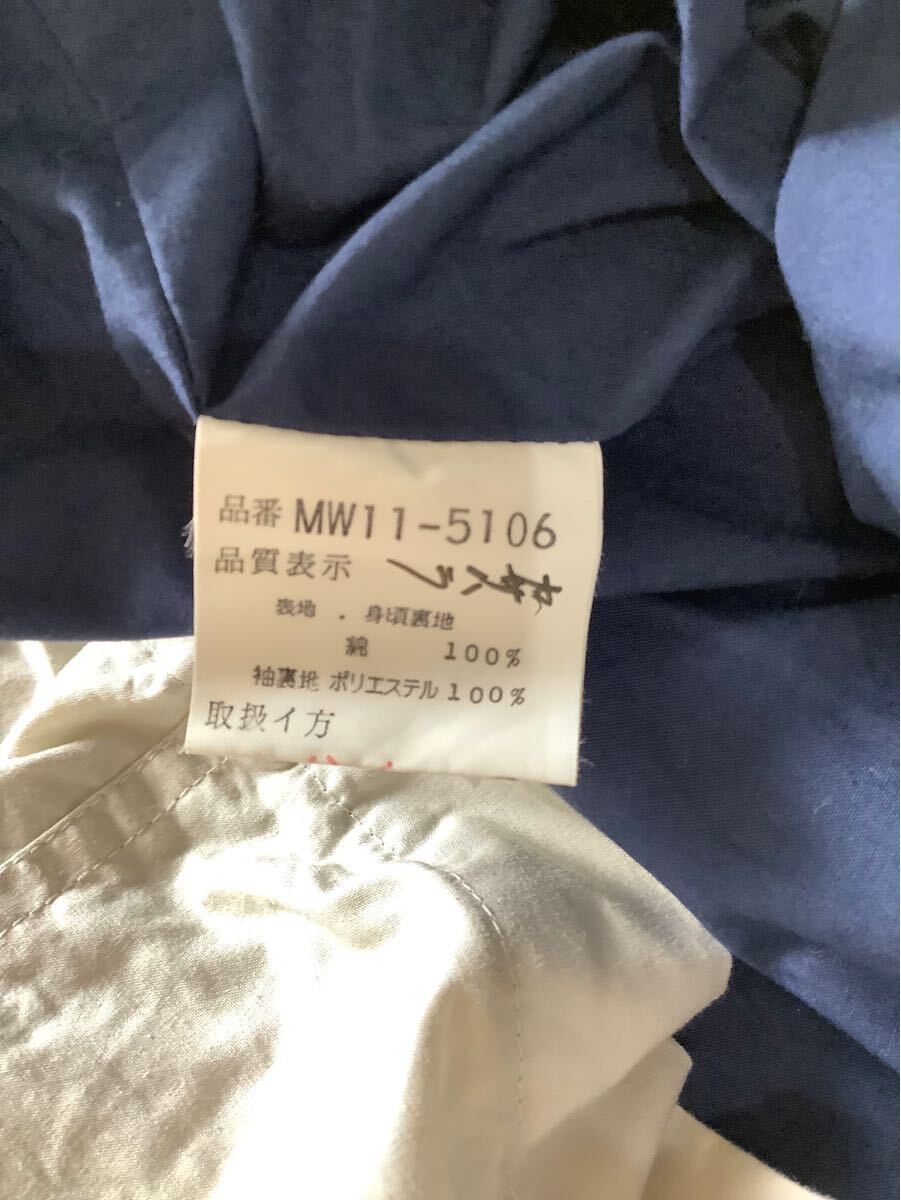 品番 MW11-5106
品質表示
表地 . 身頃裏地
綿 100%
袖裏地 ポリエステル 100%
取扱イ方